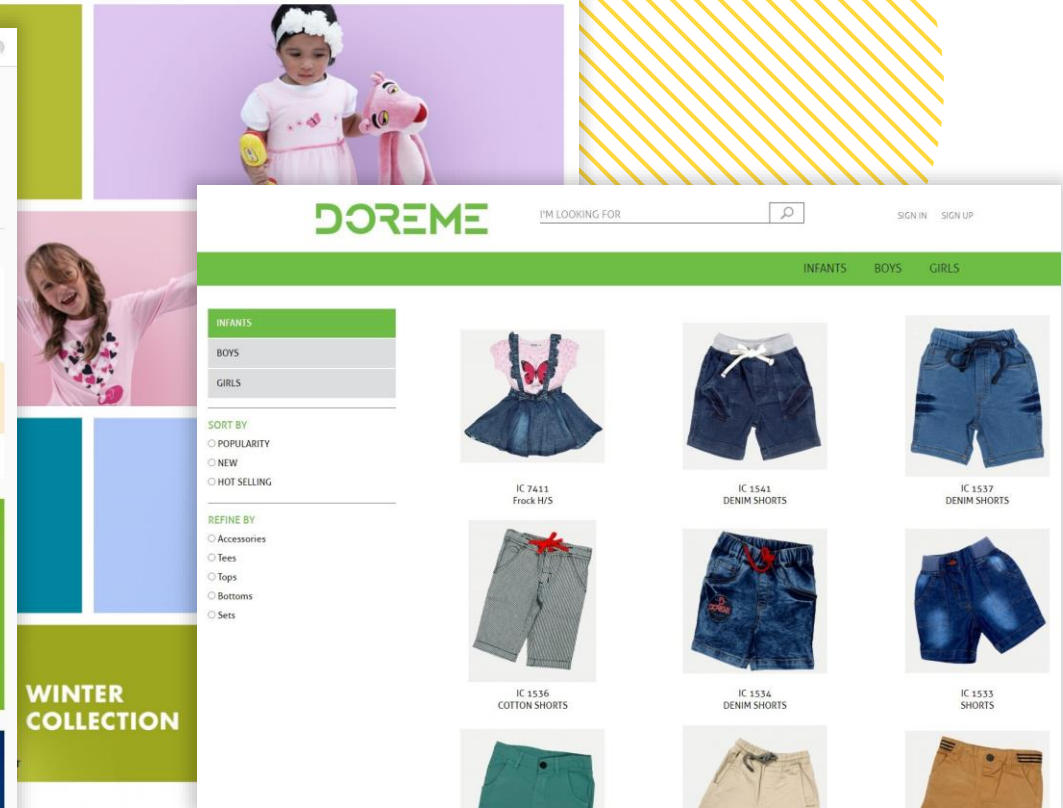 DOREME
I'M LOOKING FOR
SIGN IN SIGN UP
INFANTS BOYS GIRLS
INFANTS
BOYS
GIRLS
SORT BY
POPULARITY
NEW
HOT SELLING
REFINE BY
Accessories
Tees
Tops
Bottoms
Sets
IC 7411
Frock H/S
IC 1541
DENIM SHORTS
IC 1537
DENIM SHORTS
IC 1536
COTTON SHORTS
IC 1534
DENIM SHORTS
IC 1533
SHORTS
WINTER
COLLECTION